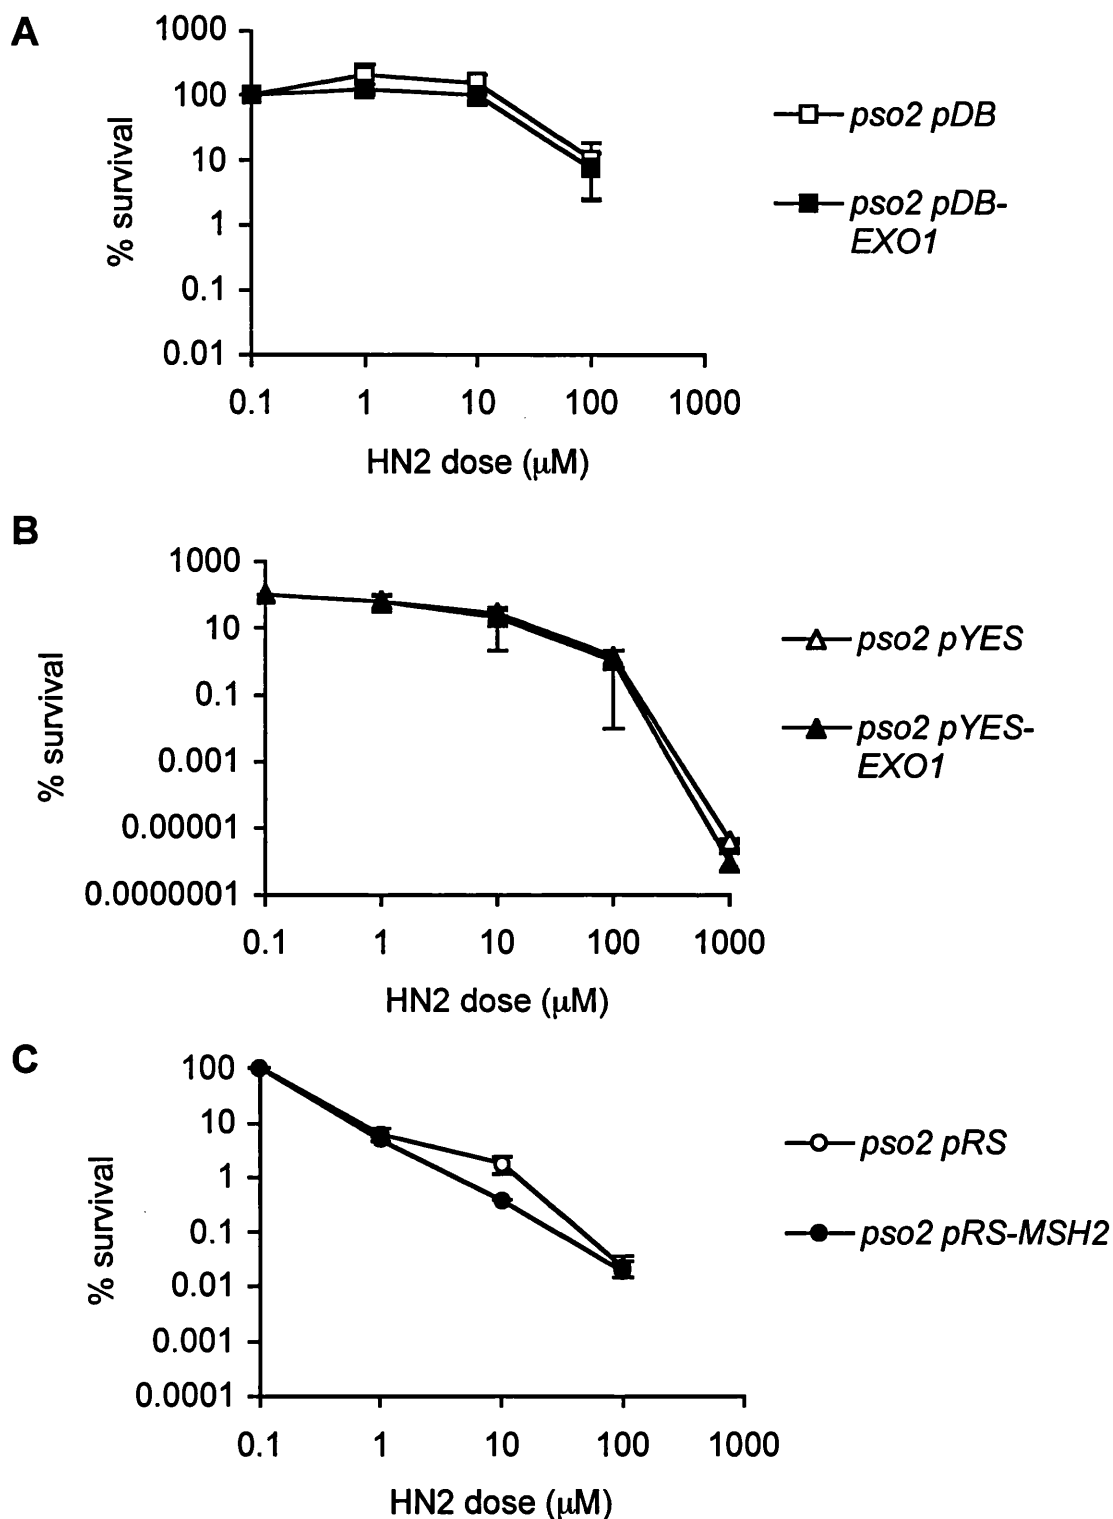 A
1000
100
10
1
0.1
0.01
% survival
0.1 1 10 100 1000
HN2 dose (μM)
pso2 pDB
pso2 pDB-
EXO1
B
1000
10
0.1
0.001
0.00001
0.0000001
% survival
0.1 1 10 100 1000
HN2 dose (μM)
pso2 pYES
pso2 pYES-
EXO1
C
100
10
1
0.1
0.01
0.001
0.0001
% survival
0.1 1 10 100 1000
HN2 dose (μM)
pso2 pRS
pso2 pRS-MSH2